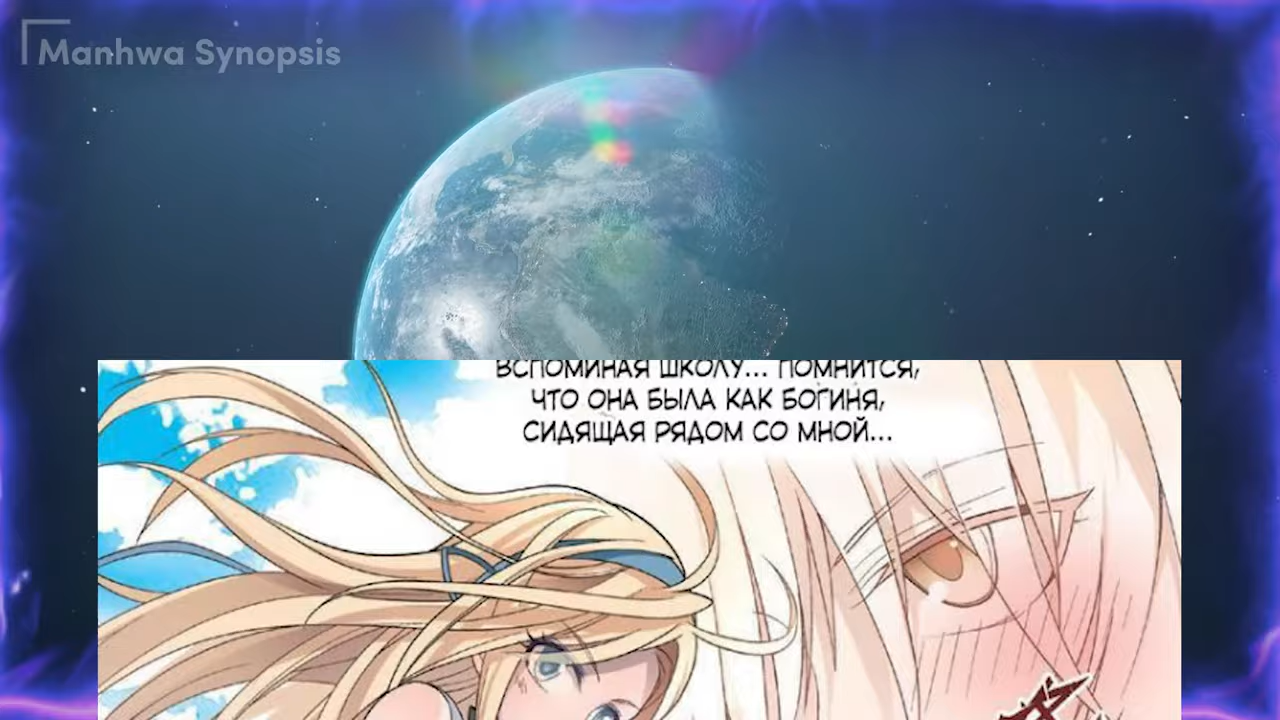 Manhwa Synopsis
ВСПОМИНАЯ ШКОЛУ... ПОМНИТСЯ,
ЧТО ОНА БЫЛА КАК БОГИНЯ,
СИДЯЩАЯ РЯДОМ СО МНОЙ...